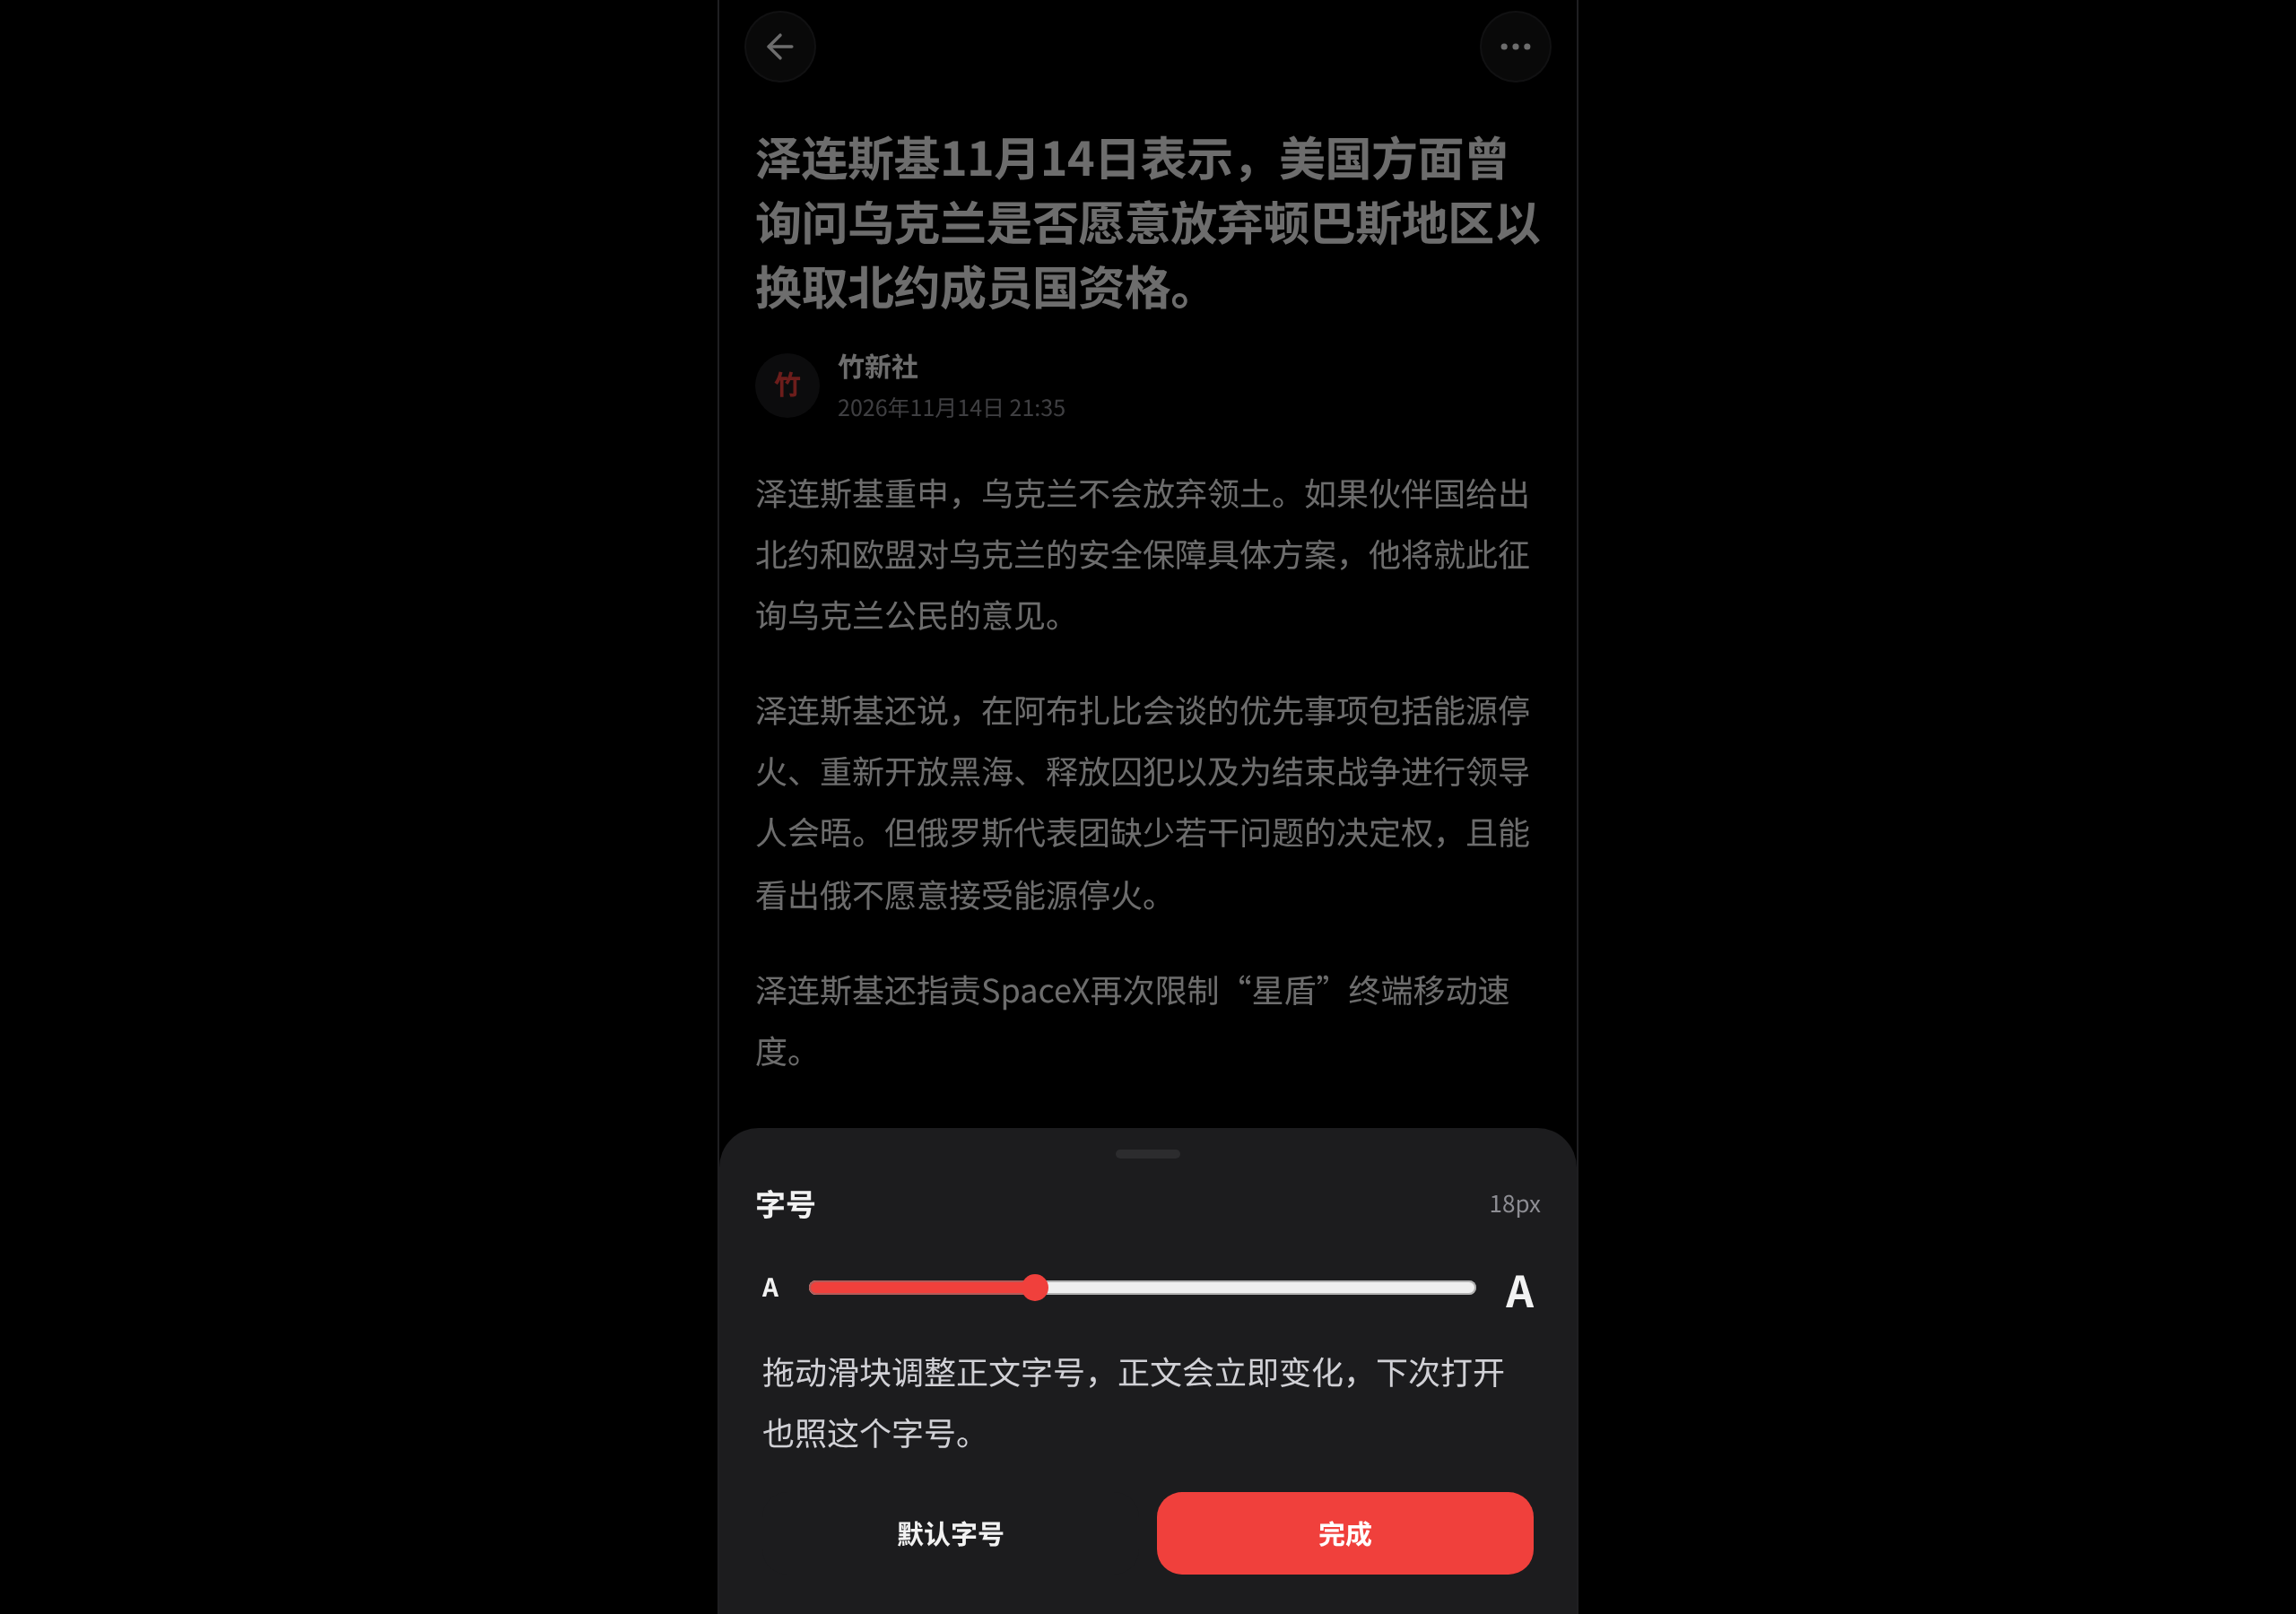 泽连斯基11月14日表示，美国方面曾
询问乌克兰是否愿意放弃顿巴斯地区以
换取北约成员国资格。
竹
竹新社
2026年11月14日 21:35
泽连斯基重申，乌克兰不会放弃领土。如果伙伴国给出
北约和欧盟对乌克兰的安全保障具体方案，他将就此征
询乌克兰公民的意见。
泽连斯基还说，在阿布扎比会谈的优先事项包括能源停
火、重新开放黑海、释放囚犯以及为结束战争进行领导
人会晤。但俄罗斯代表团缺少若干问题的决定权，且能
看出俄不愿意接受能源停火。
泽连斯基还指责SpaceX再次限制“星盾”终端移动速
度。
字号
18px
A
A
拖动滑块调整正文字号，正文会立即变化，下次打开
也照这个字号。
默认字号
完成